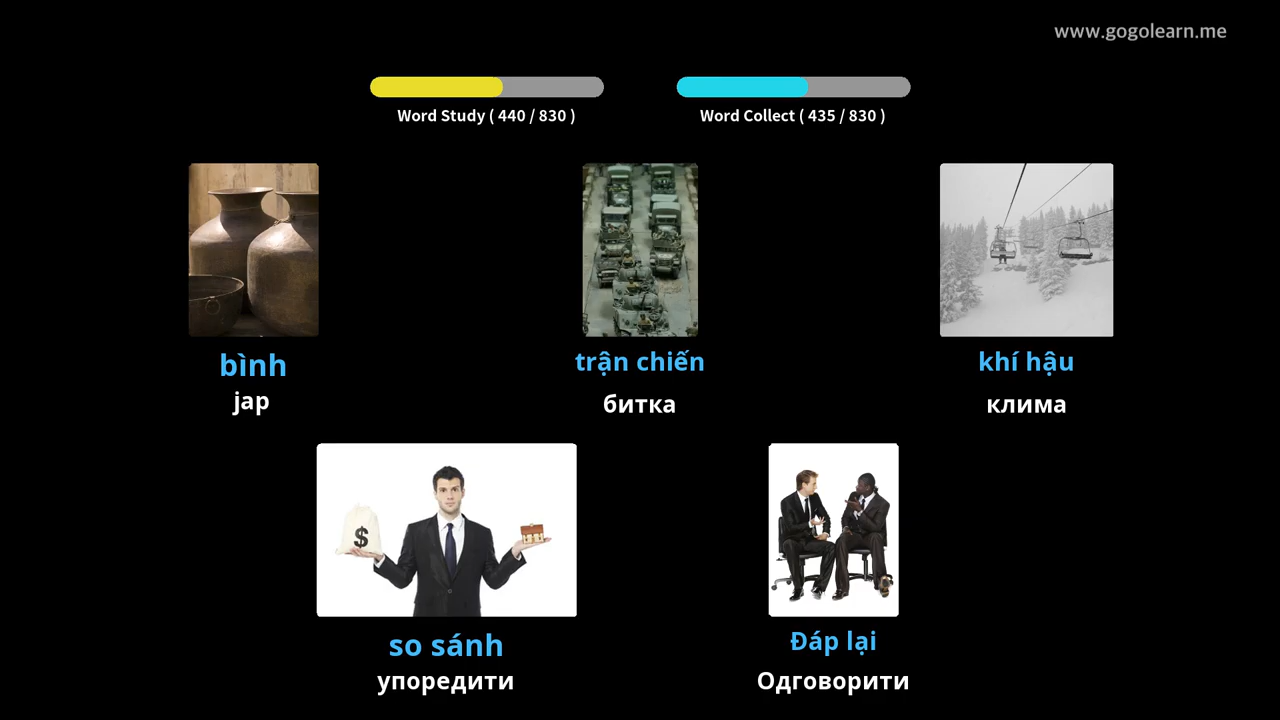 www.gogolearn.me
Word Study ( 440 / 830 )
Word Collect ( 435 / 830 )
bình
јар
trận chiến
битка
khí hậu
клима
$
so sánh
упоредити
Đáp lại
Одговорити